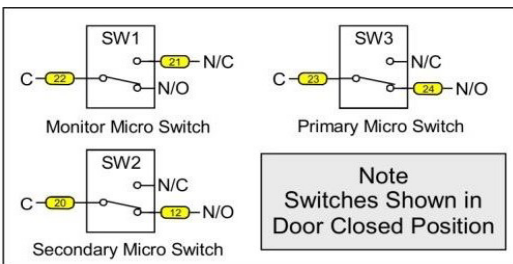 SW1
21 N/C
C 22
N/O
Monitor Micro Switch
SW3
N/C
C 23
24 N/O
Primary Micro Switch
SW2
N/C
C 20
12 N/O
Secondary Micro Switch
Note
Switches Shown in
Door Closed Position